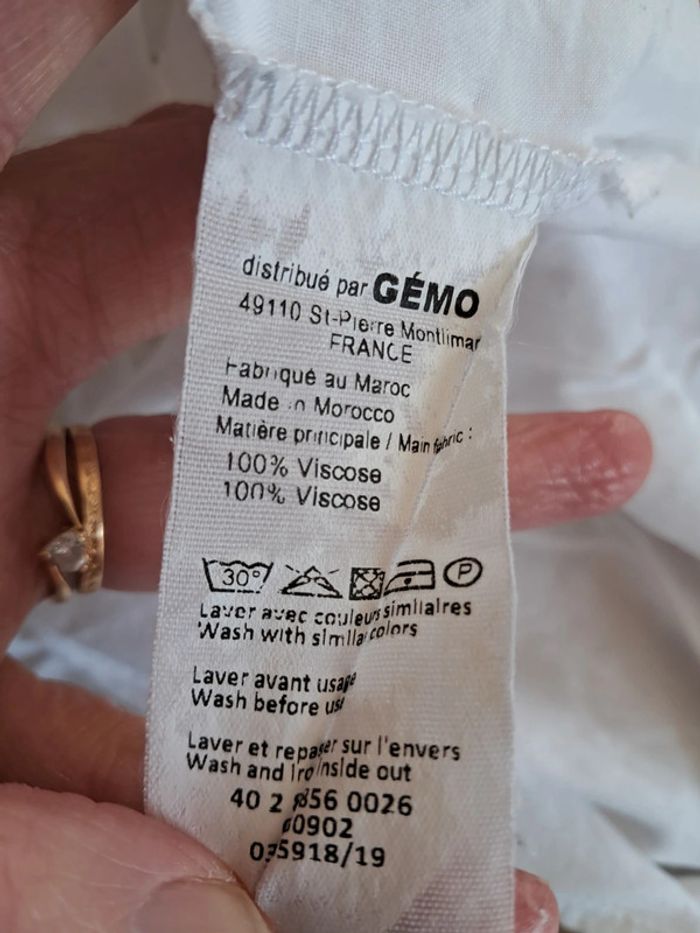 distribué par GÉMO
49110 St-Pierre Montlimar
FRANCE
Fabriqué au Maroc
Made in Morocco
Matière principale / Main fabric :
100% Viscose
100% Viscose
30°
P
Laver avec couleurs similaires
Wash with similar colors
Laver avant usage
Wash before use
Laver et repasser sur l'envers
Wash and Iron inside out
40 2 0026
035918/19